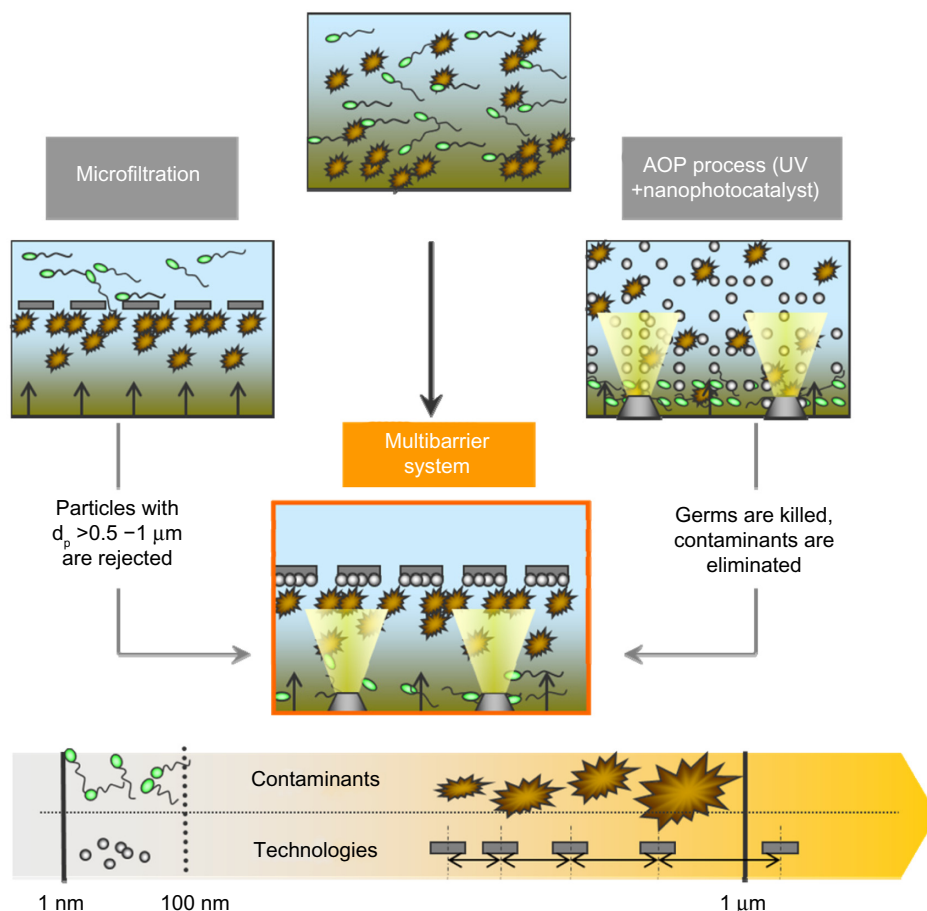 Microfiltration
AOP process (UV
+nanophotocatalyst)
Multibarrier
system
Particles with
dp >0.5 −1 μm
are rejected
Germs are killed,
contaminants are
eliminated
Contaminants
Technologies
1 nm
100 nm
1 μm